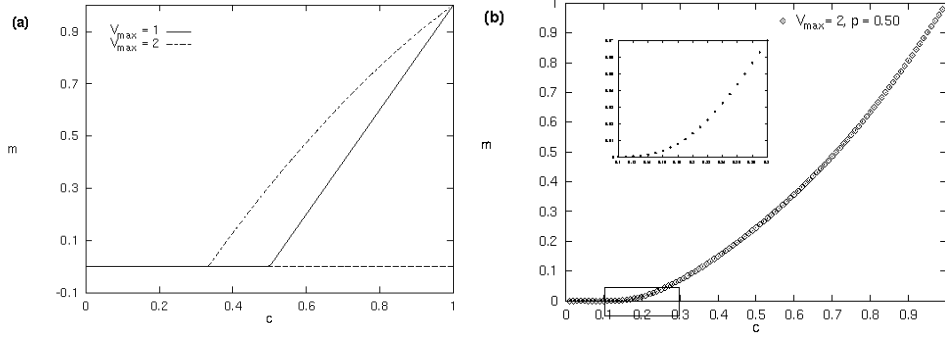 (a)
V_max = 1
V_max = 2
0.9
0.7
0.5
0.3
0.1
-0.1
m
0 0.2 0.4 0.6 0.8 1
c
(b)
V_max = 2, p = 0.50
1
0.9
0.8
0.7
0.6
0.5
0.4
0.3
0.2
0.1
0
m
0 0.1 0.2 0.3 0.4 0.5 0.6 0.7 0.8 0.9
c